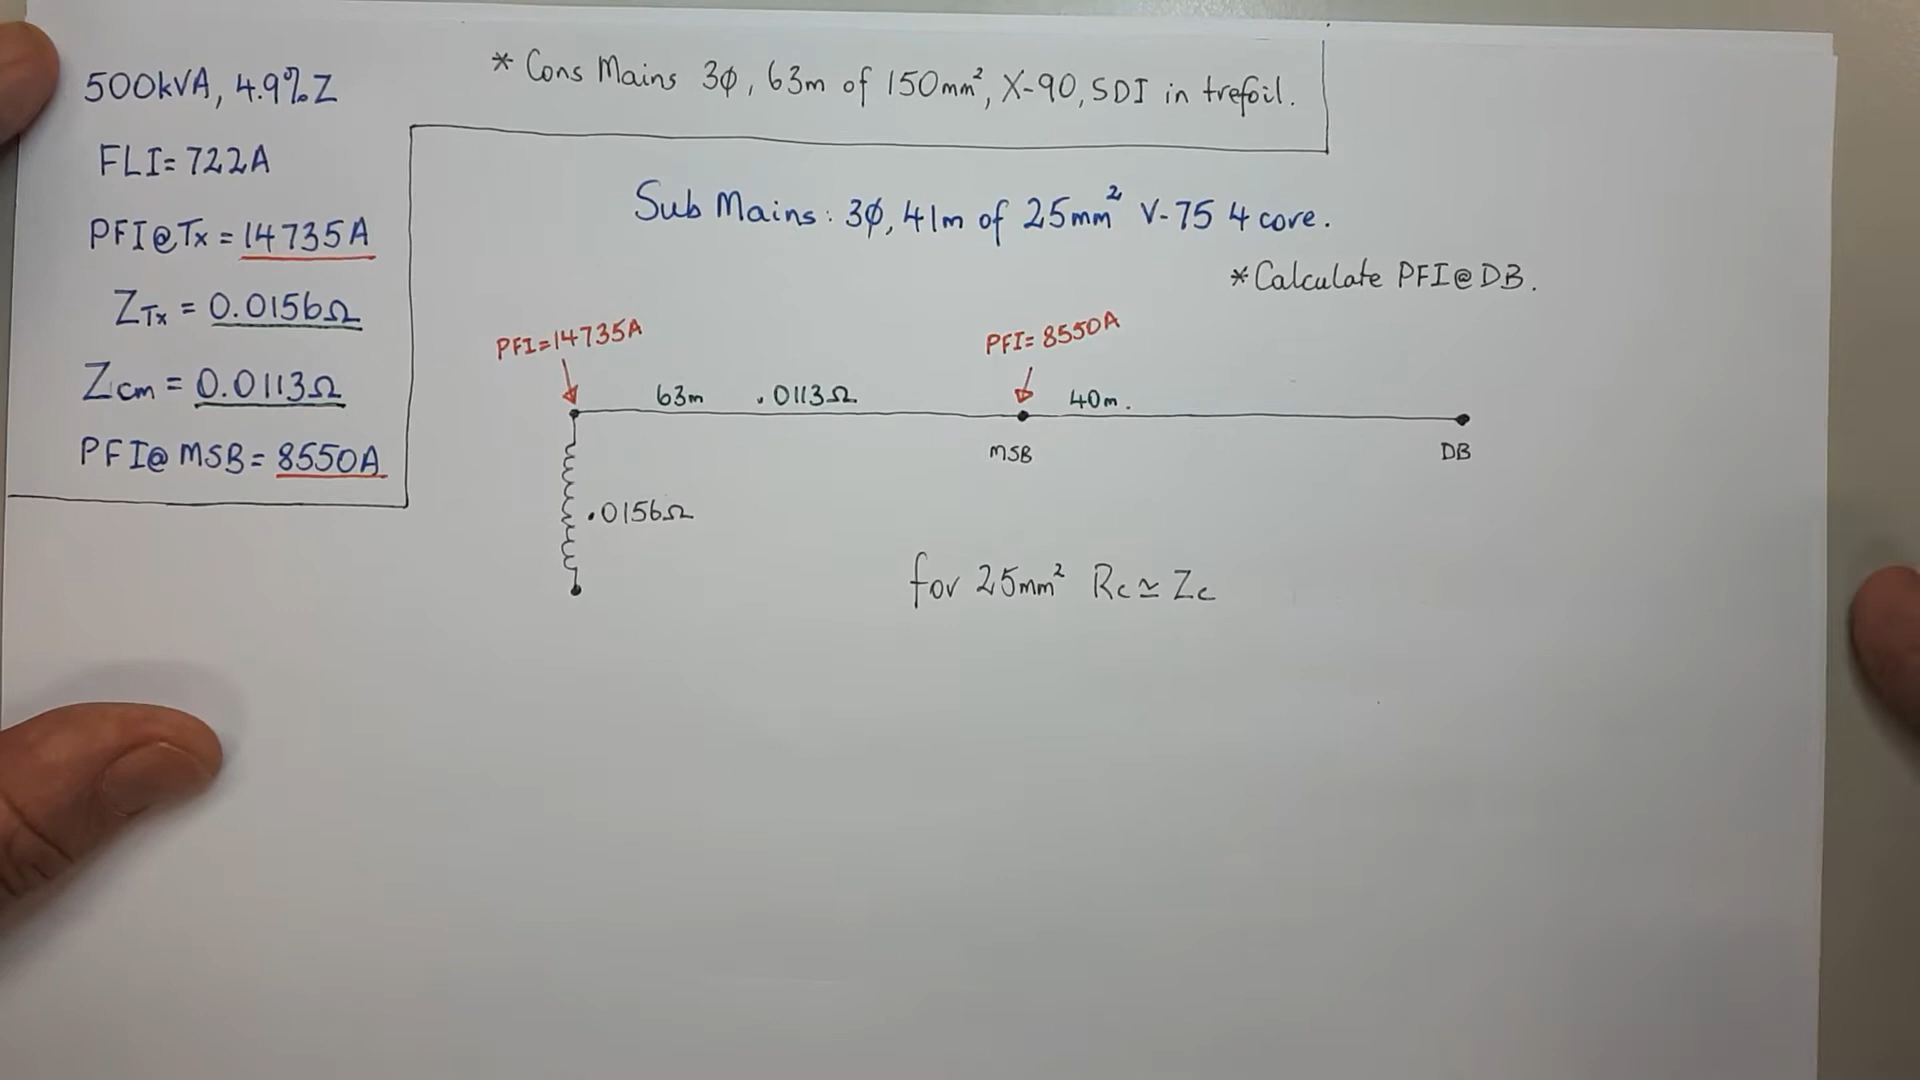 500kVA, 4.9%Z
FLI= 722A
PFI@Tx = 14735A
ZTx = 0.0156Ω
Zcm = 0.0113Ω
PFI@ MSB = 8550A
* Cons Mains 3φ, 63m of 150mm², X-90, SDI in trefoil.
Sub Mains: 3φ, 41m of 25mm² V-75 4 core.
* Calculate PFI@DB.
PFI=14735A
PFI= 8550A
63m .0113Ω
40m.
MSB
DB
.0156Ω
for 25mm² Rc ≃ Zc